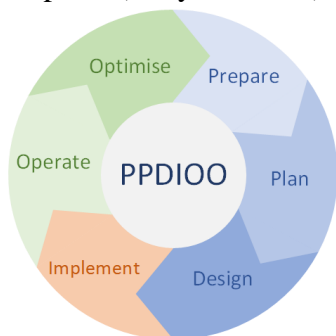 Optimise
Prepare
Operate
PPDIOO
Plan
Implement
Design